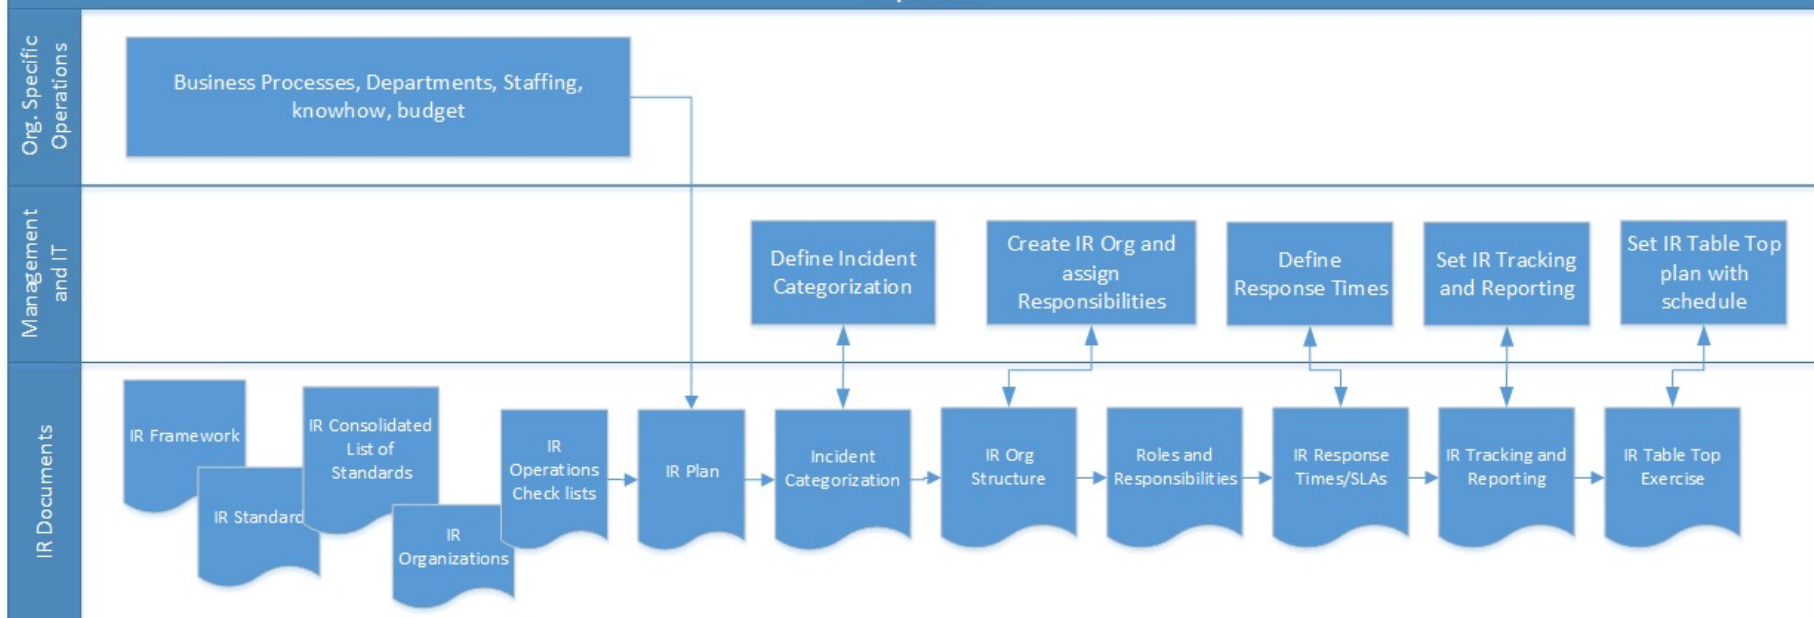 Org. Specific
Operations
Business Processes, Departments, Staffing,
knowhow, budget
Management
and IT
Define Incident
Categorization
Create IR Org and
assign
Responsibilities
Define
Response Times
Set IR Tracking
and Reporting
Set IR Table Top
plan with
schedule
IR Documents
IR Framework
IR Standard
IR Consolidated
List of
Standards
IR
Organizations
IR
Operations
Check lists
IR Plan
Incident
Categorization
IR Org
Structure
Roles and
Responsibilities
IR Response
Times/SLAs
IR Tracking and
Reporting
IR Table Top
Exercise